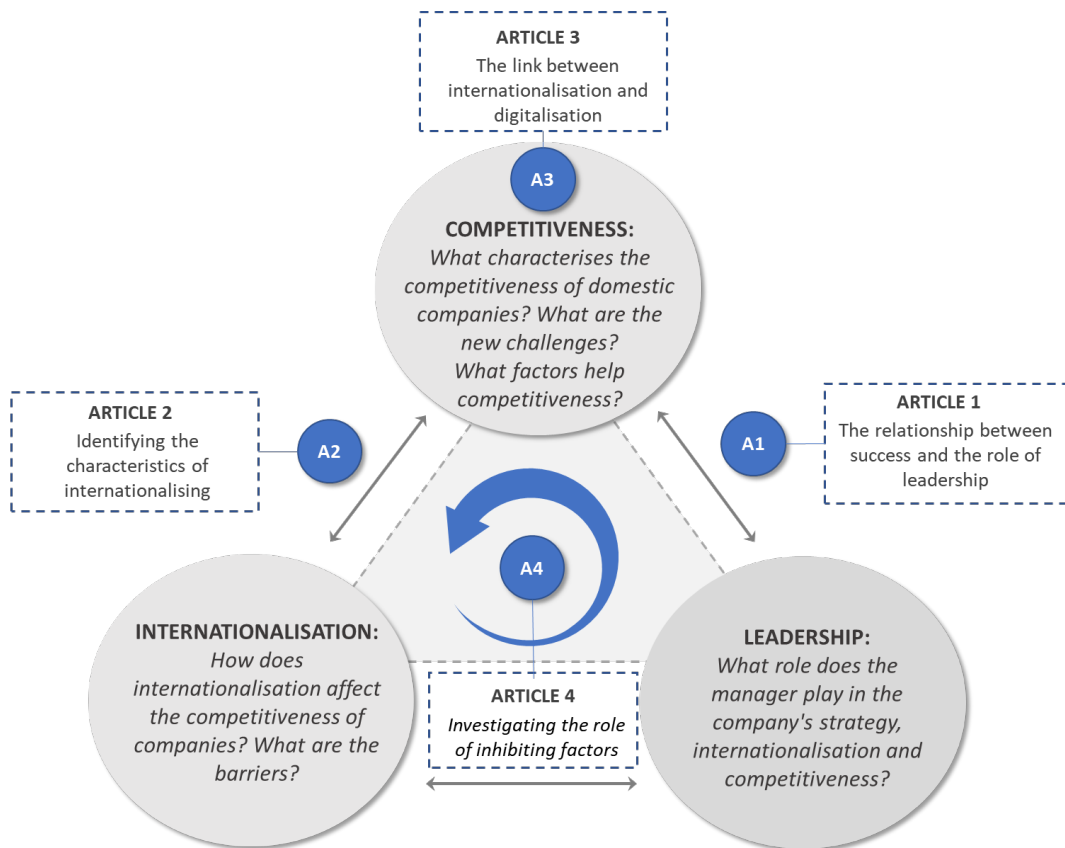 ARTICLE 3
The link between
internationalisation and
digitalisation
A3
COMPETITIVENESS:
What characterises the
competitiveness of domestic
companies? What are the
new challenges?
What factors help
competitiveness?
ARTICLE 2
Identifying the
characteristics of
internationalising
A2
A1
ARTICLE 1
The relationship between
success and the role of
leadership
A4
INTERNATIONALISATION:
How does
internationalisation affect
the competitiveness of
companies? What are the
barriers?
ARTICLE 4
Investigating the role
of inhibiting factors
LEADERSHIP:
What role does the
manager play in the
company's strategy,
internationalisation and
competitiveness?